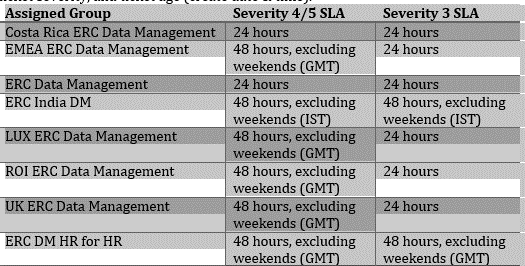 Assigned Group Severity 4/5 SLA Severity 3 SLA
Costa Rica ERC Data Management 24 hours 24 hours
EMEA ERC Data Management 48 hours, excluding 24 hours
weekends (GMT)
ERC Data Management 24 hours 24 hours
ERC India DM 48 hours, excluding 48 hours, excluding
weekends (IST) weekends (IST)
LUX ERC Data Management 48 hours, excluding 24 hours
weekends (GMT)
ROI ERC Data Management 48 hours, excluding 24 hours
weekends (GMT)
UK ERC Data Management 48 hours, excluding 24 hours
weekends (GMT)
ERC DM HR for HR 48 hours, excluding 48 hours, excluding
weekends (GMT) weekends (GMT)